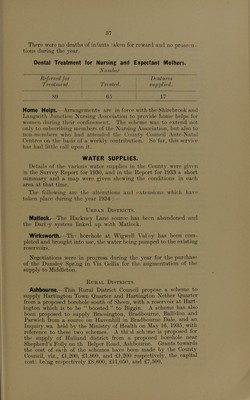 57
There were no deaths of infants taken for reward and no prosecu-
tions during the year.
Dental Treatment for Nursing and Expectant Mothers.
Number
Referred for Treatment. Treated. Dentures supplied.
89 63 17
Home Helps.—Arrangements are in force with the Shirebrook and
Langwith Junction Nursing Association to provide home helps for
women during their confinement. The scheme was to extend not
only to subscribing members of the Nursing Association, but also to
non-members who had attended the County Council Ante-Natal
Centres on the basis of a weekly contribution. So far, this service
has had little call upon it.
WATER SUPPLIES.
Details of the various water supplies in the County were given
in the Survey Report for 1930, and in the Report for 1933 a short
summary and a map were given showing the conditions in each
area at that time.
The following are the alterations and extensions which have
taken place during the year 1934 :—
Urban Districts.
Matlock.—The Hackney Lane source has been abandoned and
the Darley system linked up with Matlock.
Wirksworth.—The borehole at Wigwell Valley has been com-
pleted and brought into use, the water being pumped to the existing
reservoirs.
Negotiations were in progress during the year for the purchase
of the Dunsley Spring in Via Gellia for the augmentation of the
supply to Middleton.
Rural Districts.
Ashbourne.—This Rural District Council propose a scheme to
supply Hartington Town Quarter and Hartington Nether Quarter
from a proposed borehole south of Minen, with a reservoir at Hart-
ington which is to be “ boosted ” to Biggin. A scheme has also
been proposed to supply Brassington, Bradbourne, Ballidon and
Parwich from a source on Havenhill in Bradbourne Dale, and an
Inquiry was held by the Ministry of Health on May 16, 1935, with
reference to these two schemes. A third scheme is proposed for
the supply of Hulland district from a proposed borehole near
Shepherd's Folly on the Belper Road, Ashbourne. Grants towards
the cost of each of the schemes have been made by the County
Council, viz., £1,200, £1,800, and £1,200 respectively, the capital
cost being respectively £8,600, £11,000, and £7,500.